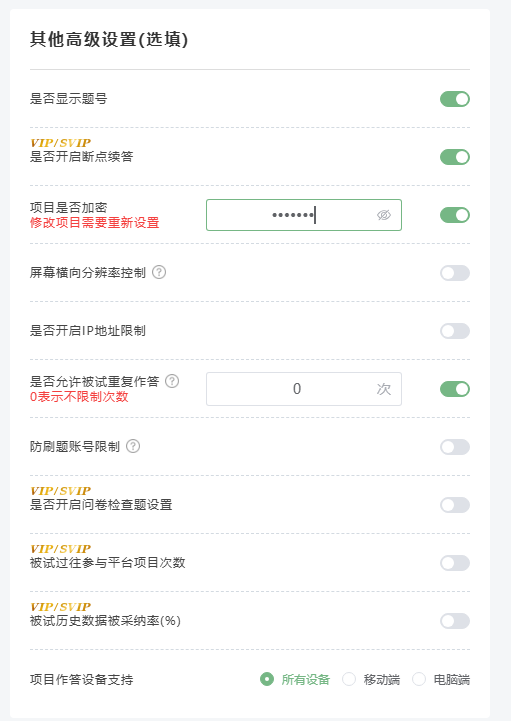 其他高级设置(选填)
是否显示题号
VIP/SVIP
是否开启断点续答
项目是否加密
修改项目需要重新设置
•••••••
屏幕横向分辨率控制 ?
是否开启IP地址限制
是否允许被试重复作答 ?
0表示不限制次数
0 次
防刷题账号限制 ?
VIP/SVIP
是否开启问卷检查题设置
VIP/SVIP
被试过往参与平台项目次数
VIP/SVIP
被试历史数据被采纳率(%)
项目作答设备支持 所有设备 移动端 电脑端